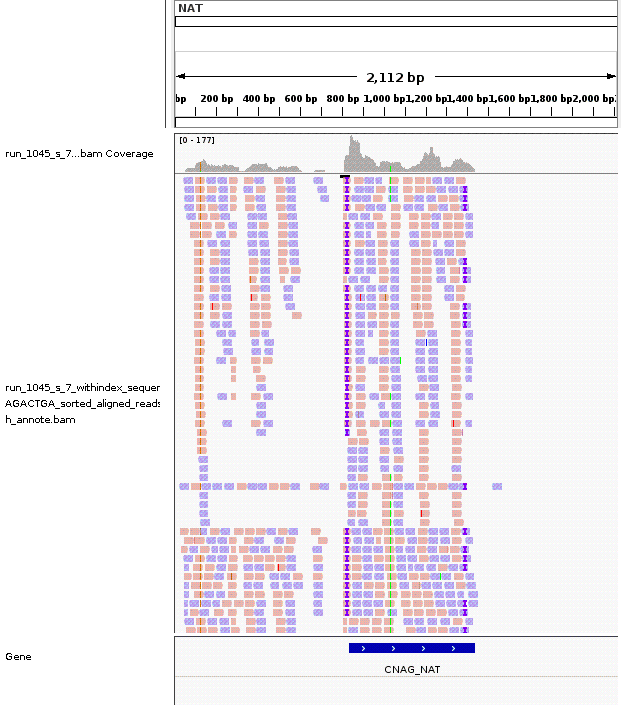 NAT
2,112 bp
bp 200 bp 400 bp 600 bp 800 bp 1,000 bp 1,200 bp 1,400 bp 1,600 bp 1,800 bp 2,000 bp
[0 - 177]
run_1045_s_7...bam Coverage
run_1045_s_7_withindex_sequer
AGACTGA_sorted_aligned_reads
h_annote.bam
Gene
CNAG_NAT